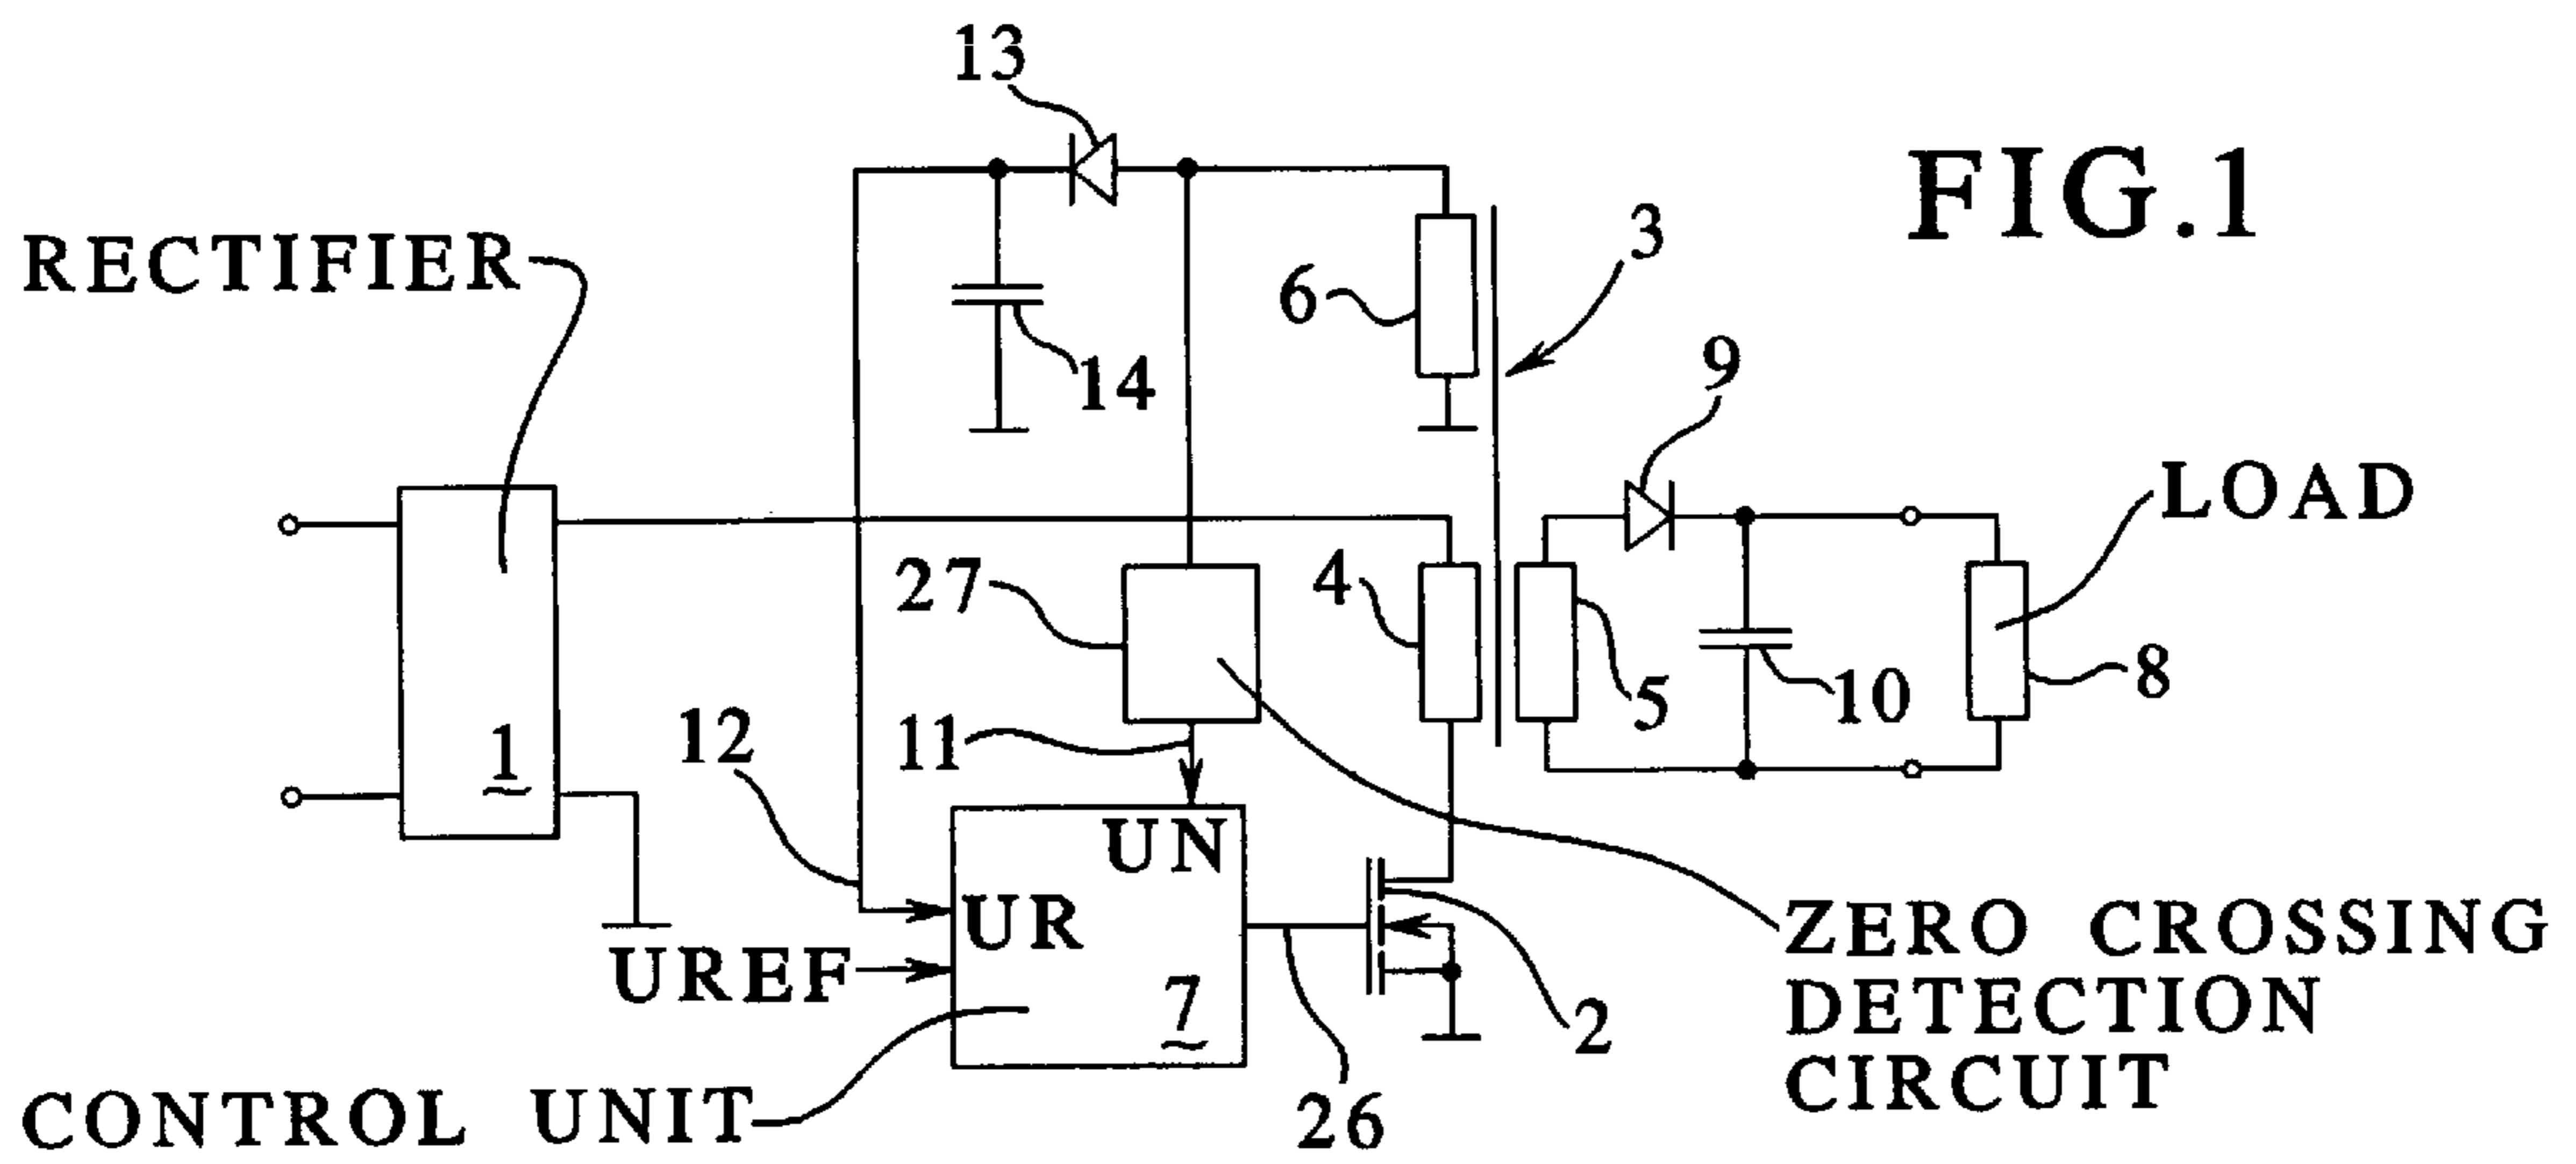 13
FIG.1
RECTIFIER
3
6
14
9
LOAD
27
4
5
10
8
12
11
1
UN
UR
UREF
7
2
ZERO CROSSING
DETECTION
CIRCUIT
CONTROL UNIT
26